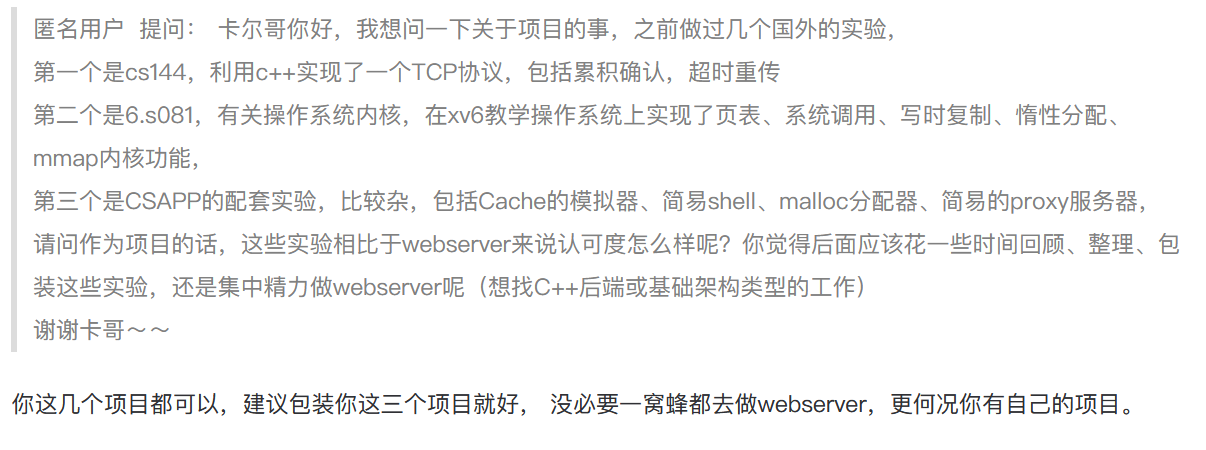 匿名用户 提问： 卡尔哥你好，我想问一下关于项目的事，之前做过几个国外的实验，
第一个是cs144，利用c++实现了一个TCP协议，包括累积确认，超时重传
第二个是6.s081，有关操作系统内核，在xv6教学操作系统上实现了页表、系统调用、写时复制、惰性分配、
mmap内核功能，
第三个是CSAPP的配套实验，比较杂，包括Cache的模拟器、简易shell、malloc分配器、简易的proxy服务器，
请问作为项目的话，这些实验相比于webserver来说认可度怎么样呢？你觉得后面应该花一些时间回顾、整理、包
装这些实验，还是集中精力做webserver呢（想找C++后端或基础架构类型的工作）
谢谢卡哥～～
你这几个项目都可以，建议包装你这三个项目就好， 没必要一窝蜂都去做webserver，更何况你有自己的项目。